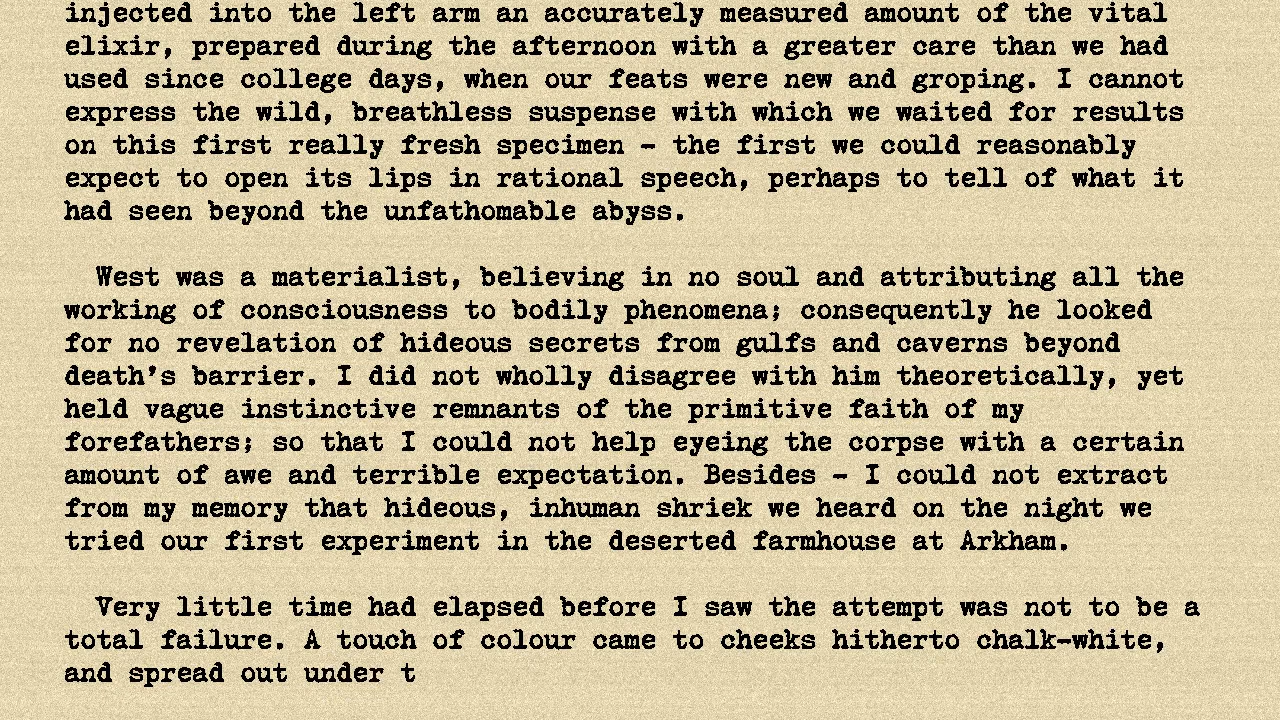 injected into the left arm an accurately measured amount of the vital
elixir, prepared during the afternoon with a greater care than we had
used since college days, when our feats were new and groping. I cannot
express the wild, breathless suspense with which we waited for results
on this first really fresh specimen - the first we could reasonably
expect to open its lips in rational speech, perhaps to tell of what it
had seen beyond the unfathomable abyss.
West was a materialist, believing in no soul and attributing all the
working of consciousness to bodily phenomena; consequently he looked
for no revelation of hideous secrets from gulfs and caverns beyond
death's barrier. I did not wholly disagree with him theoretically, yet
held vague instinctive remnants of the primitive faith of my
forefathers; so that I could not help eyeing the corpse with a certain
amount of awe and terrible expectation. Besides - I could not extract
from my memory that hideous, inhuman shriek we heard on the night we
tried our first experiment in the deserted farmhouse at Arkham.
Very little time had elapsed before I saw the attempt was not to be a
total failure. A touch of colour came to cheeks hitherto chalk-white,
and spread out under t